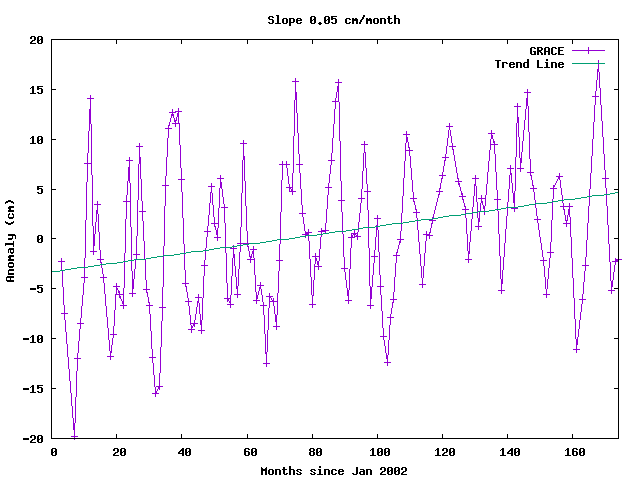 Slope 0.05 cm/month
GRACE
Trend Line
20
15
10
5
0
-5
-10
-15
-20
Anomaly (cm)
0 20 40 60 80 100 120 140 160
Months since Jan 2002